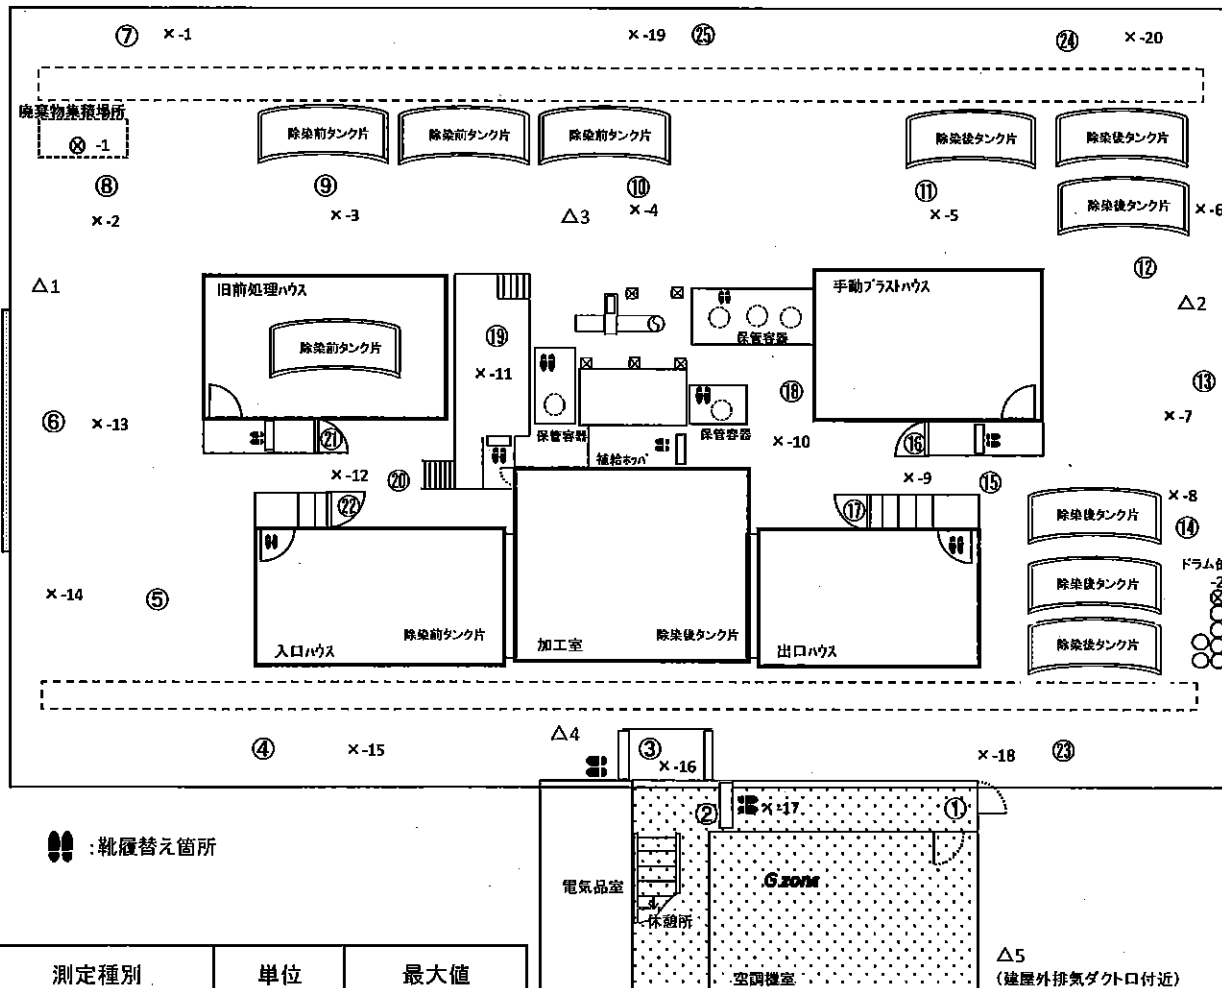 ⑦ ×-1 ×-19 ㉕ ㉔ ×-20
廃棄物集積場所
⊗ -1
除染前タンク片 除染前タンク片 除染前タンク片 除染後タンク片 除染後タンク片
⑧ ⑨ ⑩ ⑪ 除染後タンク片
×-2 ×-3 △3 ×-4 ×-5 ×-6
⑫
△1 旧前処理ハウス 手動ブラストハウス △2
保管容器
⑲ 除染前タンク片
×-11 ⑱ ⑬
⑥ ×-13 ×-7
㉑ 保管容器 保管容器 ×-10 ⑯
補給ホッパ
×-12 ⑳ ×-9 ⑮
㉒ ⑰ 除染後タンク片 ×-8
⑭
ドラム缶
-2
×-14 ⑤ 除染後タンク片
除染前タンク片 除染後タンク片
入口ハウス 加工室 出口ハウス 除染後タンク片
④ ×-15 △4 ③ ×-16 ×-18 ㉓
② ×-17 ①
:靴履替え箇所
電気品室 G zone
休憩所
測定種別 単位 最大値
空調機室
△5
(建屋外排気ダクト口付近)